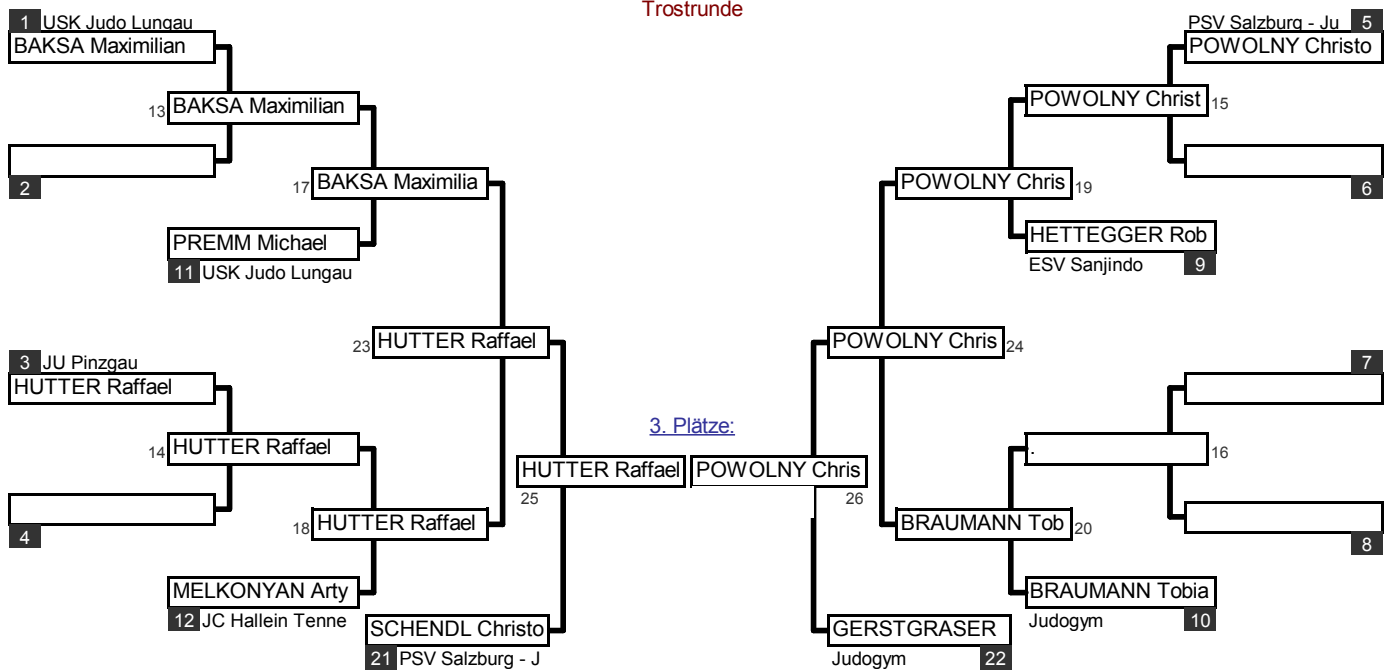 Trostrunde
1 USK Judo Lungau
BAKSA Maximilian
13 BAKSA Maximilian
2
17 BAKSA Maximilia
PREMM Michael
11 USK Judo Lungau
23 HUTTER Raffael
3 JU Pinzgau
HUTTER Raffael
14 HUTTER Raffael
4
18 HUTTER Raffael
MELKONYAN Arty
12 JC Hallein Tenne
SCHENDL Christo
21 PSV Salzburg - J
3. Plätze:
HUTTER Raffael
25
POWOLNY Chris
26
PSV Salzburg - Ju 5
POWOLNY Christo
POWOLNY Christ 15
6
POWOLNY Chris 19
HETTEGGER Rob
ESV Sanjindo 9
POWOLNY Chris 24
7
. 16
8
BRAUMANN Tob 20
BRAUMANN Tobia
Judogym 10
GERSTGRASER
Judogym 22